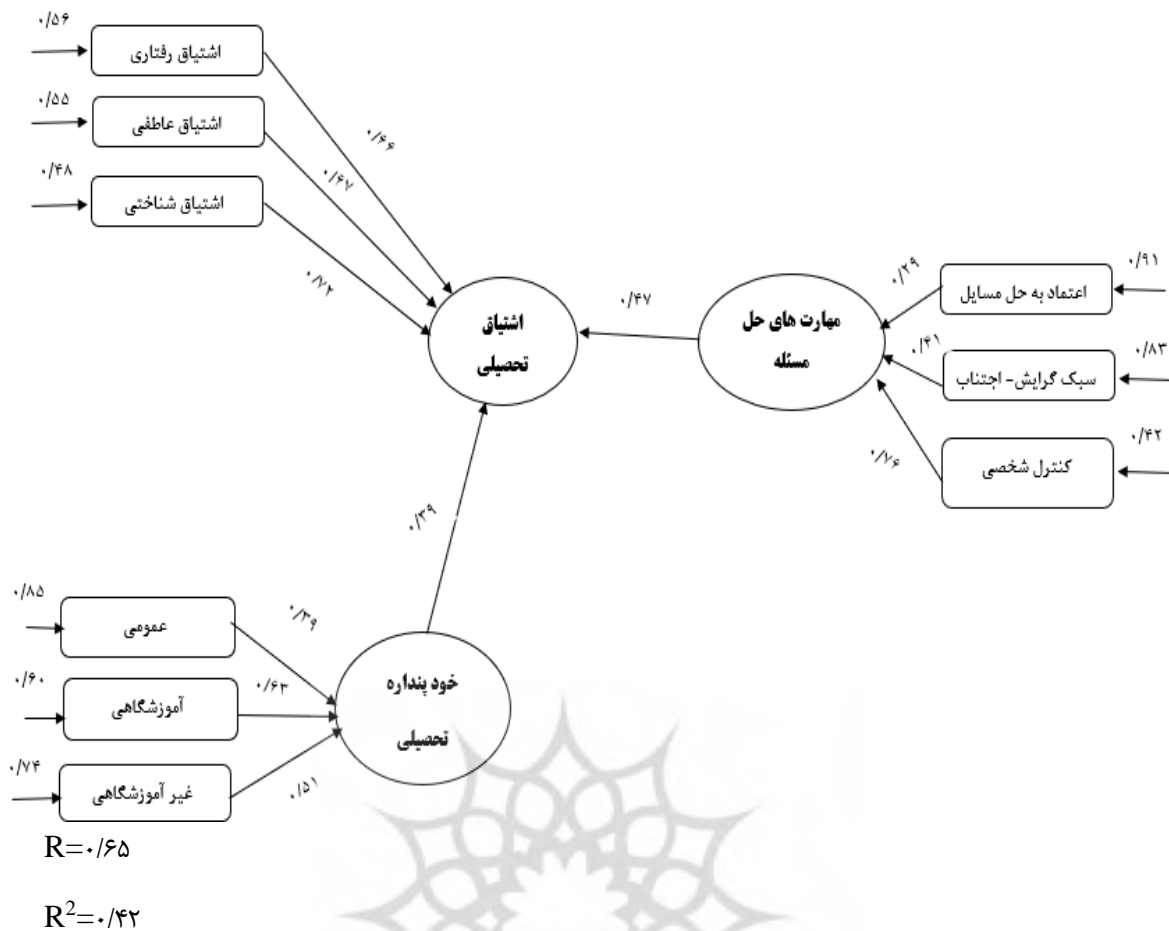 ۰/۵۶
اشتیاق رفتاری
۰/۵۵
اشتیاق عاطفی
۰/۴۸
اشتیاق شناختی
۰/۶۶
۰/۶۷
۰/۷۲
اشتیاق
تحصیلی
۰/۴۷
مهارت های حل
مسئله
۰/۲۹
۰/۴۱
۰/۷۶
اعتماد به حل مسایل
۰/۹۱
سبک گرایش- اجتناب
۰/۸۳
کنترل شخصی
۰/۴۲
۰/۳۹
۰/۸۵
عمومی
۰/۳۹
۰/۶۰
آموزشگاهی
۰/۶۳
۰/۷۴
غیر آموزشگاهی
۰/۵۱
خود پنداره
تحصیلی
R=۰/۶۵
R²=۰/۴۲